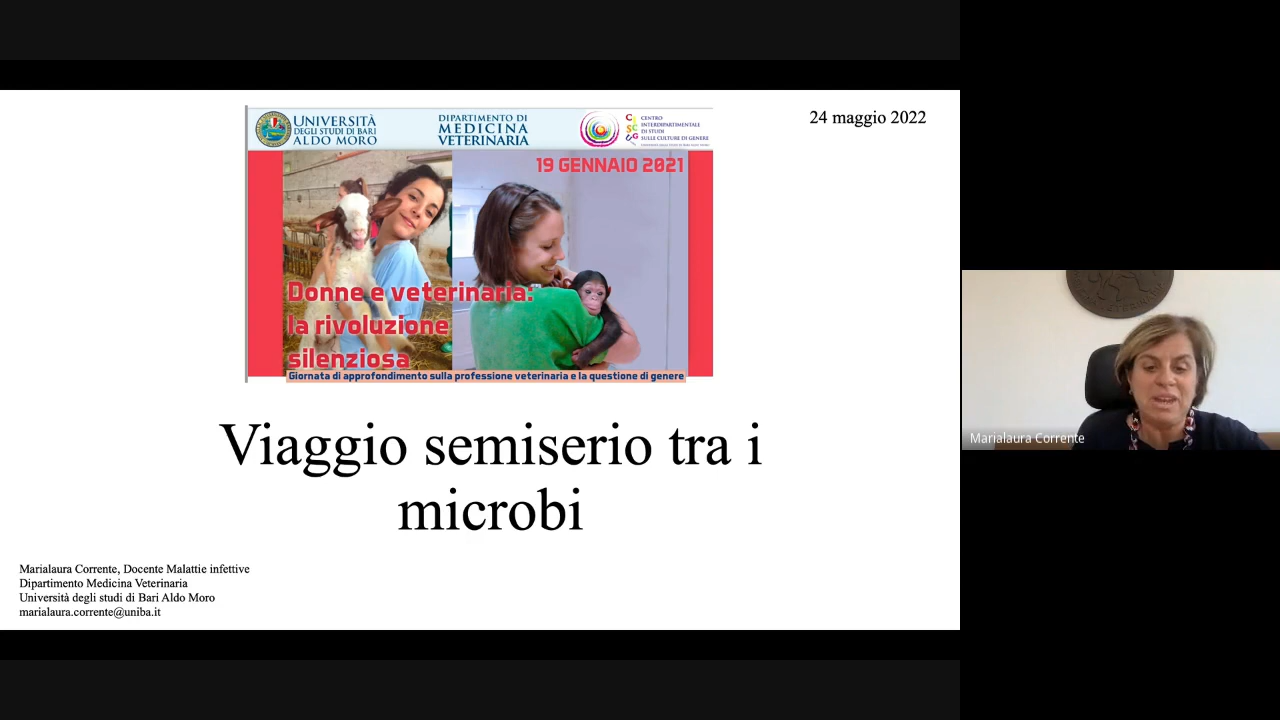 24 maggio 2022
UNIVERSITÀ
DEGLI STUDI DI BARI
ALDO MORO
DIPARTIMENTO DI
MEDICINA
VETERINARIA
CENTRO
INTERDIPARTIMENTALE
DI STUDI
SULLE CULTURE DI GENERE
19 GENNAIO 2021
Donne e veterinaria:
la rivoluzione
silenziosa
Giornata di approfondimento sulla professione veterinaria e la questione di genere
Viaggio semiserio tra i
microbi
Marialaura Corrente, Docente Malattie infettive
Dipartimento Medicina Veterinaria
Università degli studi di Bari Aldo Moro
marialaura.corrente@uniba.it
Marialaura Corrente